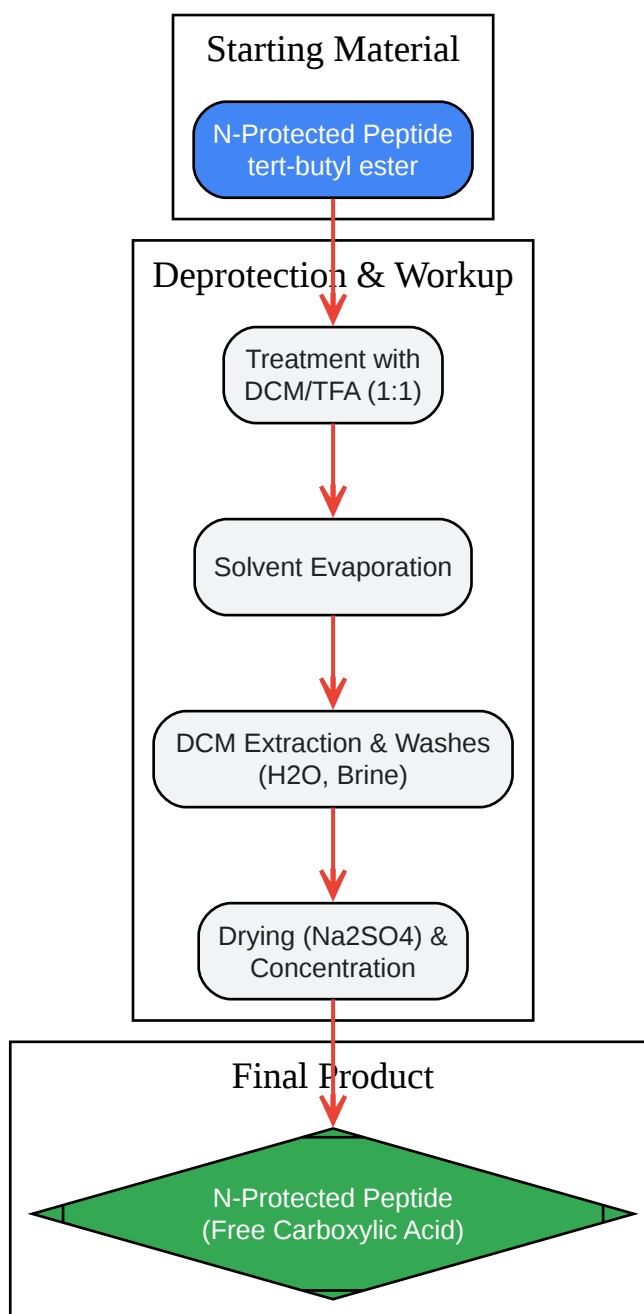 Starting Material
N-Protected Peptide
tert-butyl ester
Deprotection & Workup
Treatment with
DCM/TFA (1:1)
Solvent Evaporation
DCM Extraction & Washes
(H2O, Brine)
Drying (Na2SO4) &
Concentration
Final Product
N-Protected Peptide
(Free Carboxylic Acid)